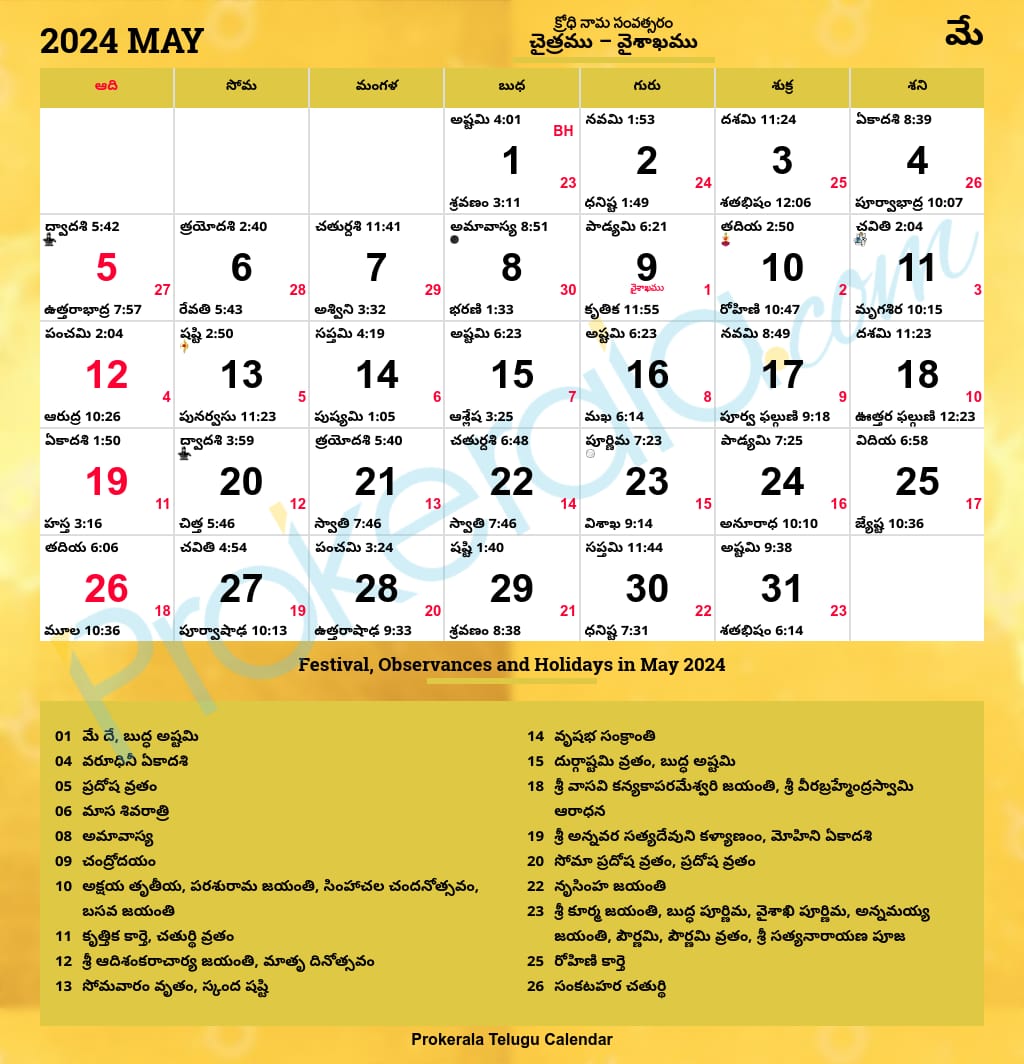 క్రోధి నామ సంవత్సరం
2024 MAY
చైత్రము – వైశాఖము
మే
ఆది సోమ మంగళ బుధ గురు శుక్ర శని
అష్టమి 4:01 నవమి 1:53 దశమి 11:24 ఏకాదశి 8:39
BH
1 2 3 4
23 24 25 26
శ్రవణం 3:11 ధనిష్ట 1:49 శతభిషం 12:06 పూర్వాభాద్ర 10:07
ద్వాదశి 5:42 త్రయోదశి 2:40 చతుర్దశి 11:41 అమావాస్య 8:51 పాడ్యమి 6:21 తదియ 2:50 చవితి 2:04
5 6 7 8 9 10 11
27 28 29 30 వైశాఖము 1 2 3
ఉత్తరాభాద్ర 7:57 రేవతి 5:43 అశ్విని 3:32 భరణి 1:33 కృతిక 11:55 రోహిణి 10:47 మృగశిర 10:15
పంచమి 2:04 షష్టి 2:50 సప్తమి 4:19 అష్టమి 6:23 అష్టమి 6:23 నవమి 8:49 దశమి 11:23
12 13 14 15 16 17 18
4 5 6 7 8 9 10
ఆరుద్ర 10:26 పునర్వసు 11:23 పుష్యమి 1:05 ఆశ్లేష 3:25 మఖ 6:14 పూర్వ ఫల్గుణి 9:18 ఊత్తర ఫల్గుణి 12:23
ఏకాదశి 1:50 ద్వాదశి 3:59 త్రయోదశి 5:40 చతుర్దశి 6:48 పూర్ణిమ 7:23 పాడ్యమి 7:25 విదియ 6:58
19 20 21 22 23 24 25
11 12 13 14 15 16 17
హస్త 3:16 చిత్త 5:46 స్వాతి 7:46 స్వాతి 7:46 విశాఖ 9:14 అనూరాధ 10:10 జ్యేష్ట 10:36
తదియ 6:06 చవితి 4:54 పంచమి 3:24 షష్టి 1:40 సప్తమి 11:44 అష్టమి 9:38
26 27 28 29 30 31
18 19 20 21 22 23
మూల 10:36 పూర్వాషాఢ 10:13 ఉత్తరాషాఢ 9:33 శ్రవణం 8:38 ధనిష్ట 7:31 శతభిషం 6:14
Prokerala.com
Festival, Observances and Holidays in May 2024
01 మే దే, బుద్ధ అష్టమి
04 వరూధినీ ఏకాదశి
05 ప్రదోష వ్రతం
06 మాస శివరాత్రి
08 అమావాస్య
09 చంద్రోదయం
10 అక్షయ తృతీయ, పరశురామ జయంతి, సింహాచల చందనోత్సవం,
బసవ జయంతి
11 కృత్తిక కార్తె, చతుర్థి వ్రతం
12 శ్రీ ఆదిశంకరాచార్య జయంతి, మాతృ దినోత్సవం
13 సోమవారం వృతం, స్కంద షష్టి
14 వృషభ సంక్రాంతి
15 దుర్గాష్టమి వ్రతం, బుద్ధ అష్టమి
18 శ్రీ వాసవి కన్యకాపరమేశ్వరి జయంతి, శ్రీ వీరబ్రహ్మేంద్రస్వామి
ఆరాధన
19 శ్రీ అన్నవర సత్యదేవుని కళ్యాణంం, మోహిని ఏకాదశి
20 సోమా ప్రదోష వ్రతం, ప్రదోష వ్రతం
22 నృసింహ జయంతి
23 శ్రీ కూర్మ జయంతి, బుద్ధ పూర్ణిమ, వైశాఖి పూర్ణిమ, అన్నమయ్య
జయంతి, పౌర్ణమి, పౌర్ణమి వ్రతం, శ్రీ సత్యనారాయణ పూజ
25 రోహిణి కార్తె
26 సంకటహర చతుర్థి
Prokerala Telugu Calendar